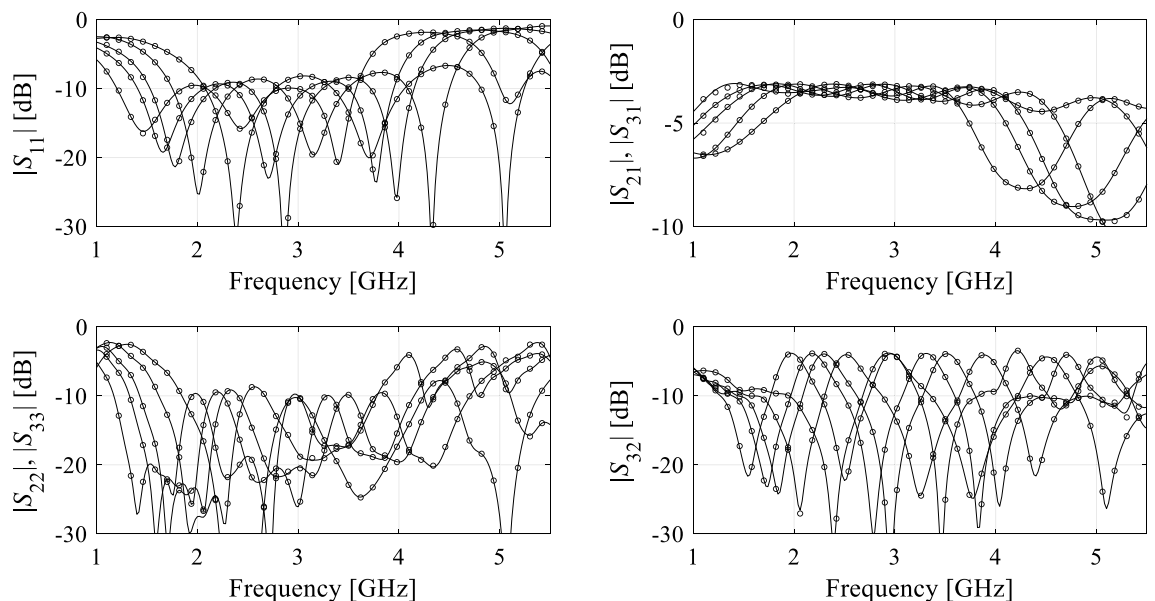 0
-10
-20
-30
|S11| [dB]
1 2 3 4 5
Frequency [GHz]
0
-5
-10
|S21|, |S31| [dB]
1 2 3 4 5
Frequency [GHz]
0
-10
-20
-30
|S22|, |S33| [dB]
1 2 3 4 5
Frequency [GHz]
0
-10
-20
-30
|S32| [dB]
1 2 3 4 5
Frequency [GHz]